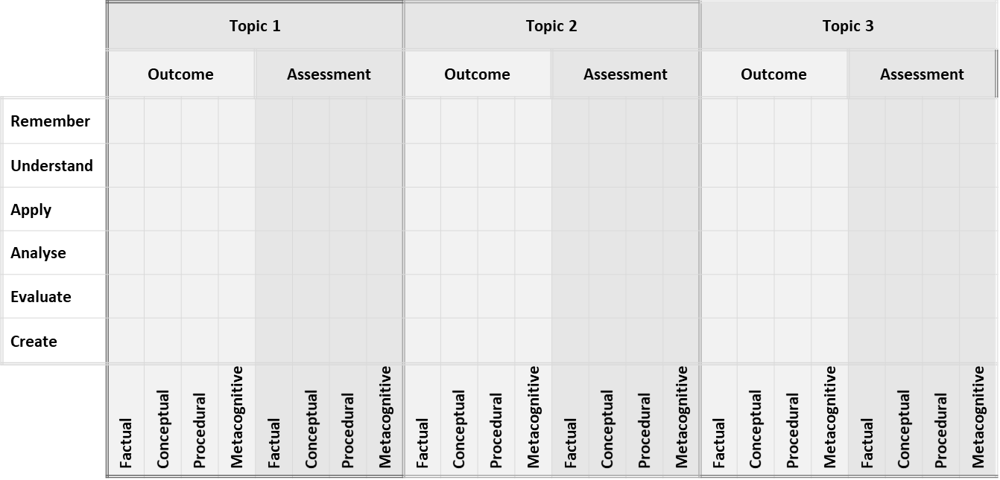 Topic 1 Topic 2 Topic 3
Outcome Assessment Outcome Assessment Outcome Assessment
Remember
Understand
Apply
Analyse
Evaluate
Create
Factual Conceptual Procedural Metacognitive Factual Conceptual Procedural Metacognitive Factual Conceptual Procedural Metacognitive Factual Conceptual Procedural Metacognitive Factual Conceptual Procedural Metacognitive Factual Conceptual Procedural Metacognitive